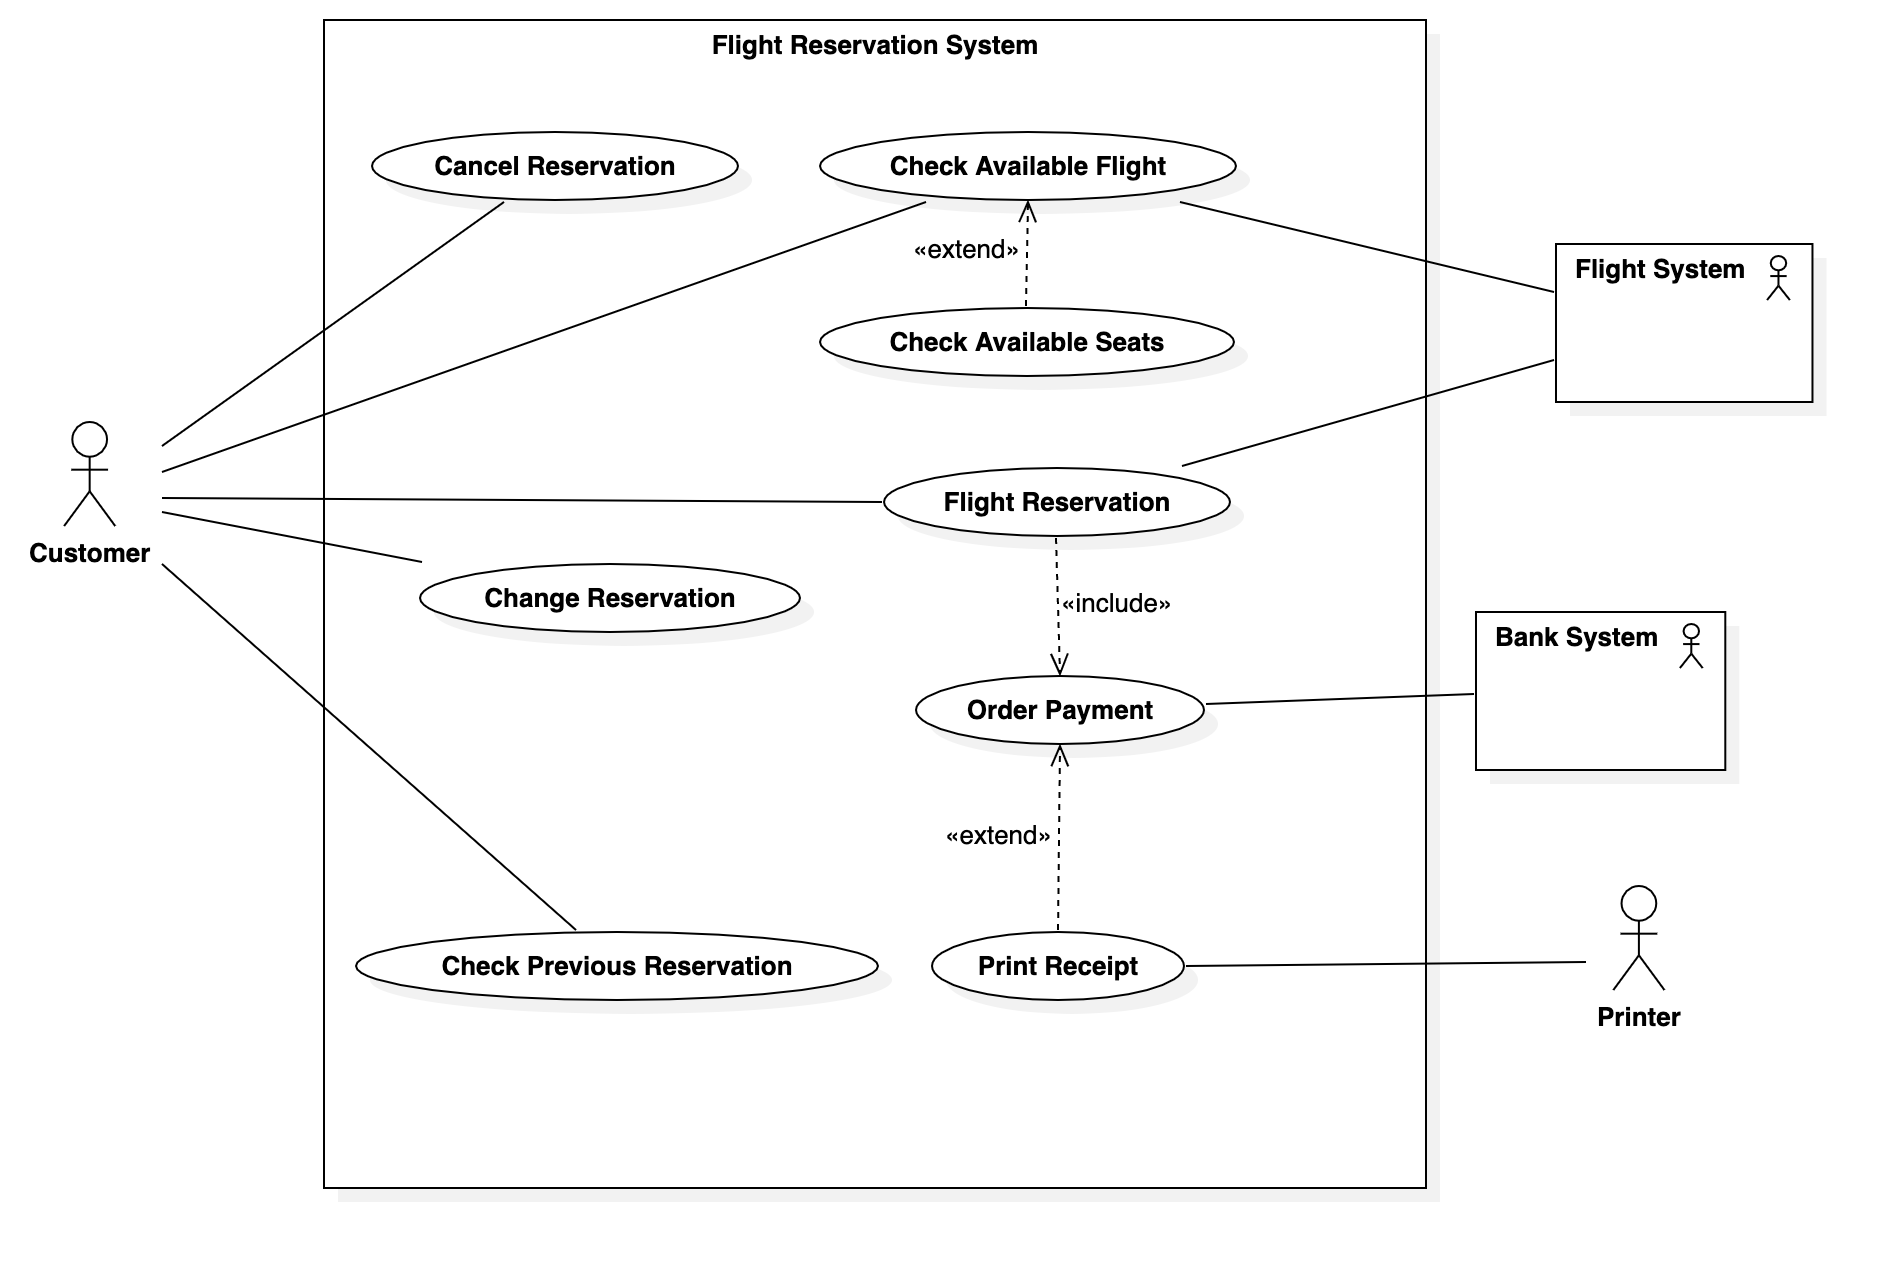 Flight Reservation System
Cancel Reservation
Check Available Flight
«extend»
Flight System
Check Available Seats
Flight Reservation
Customer
Change Reservation
«include»
Bank System
Order Payment
«extend»
Check Previous Reservation
Print Receipt
Printer